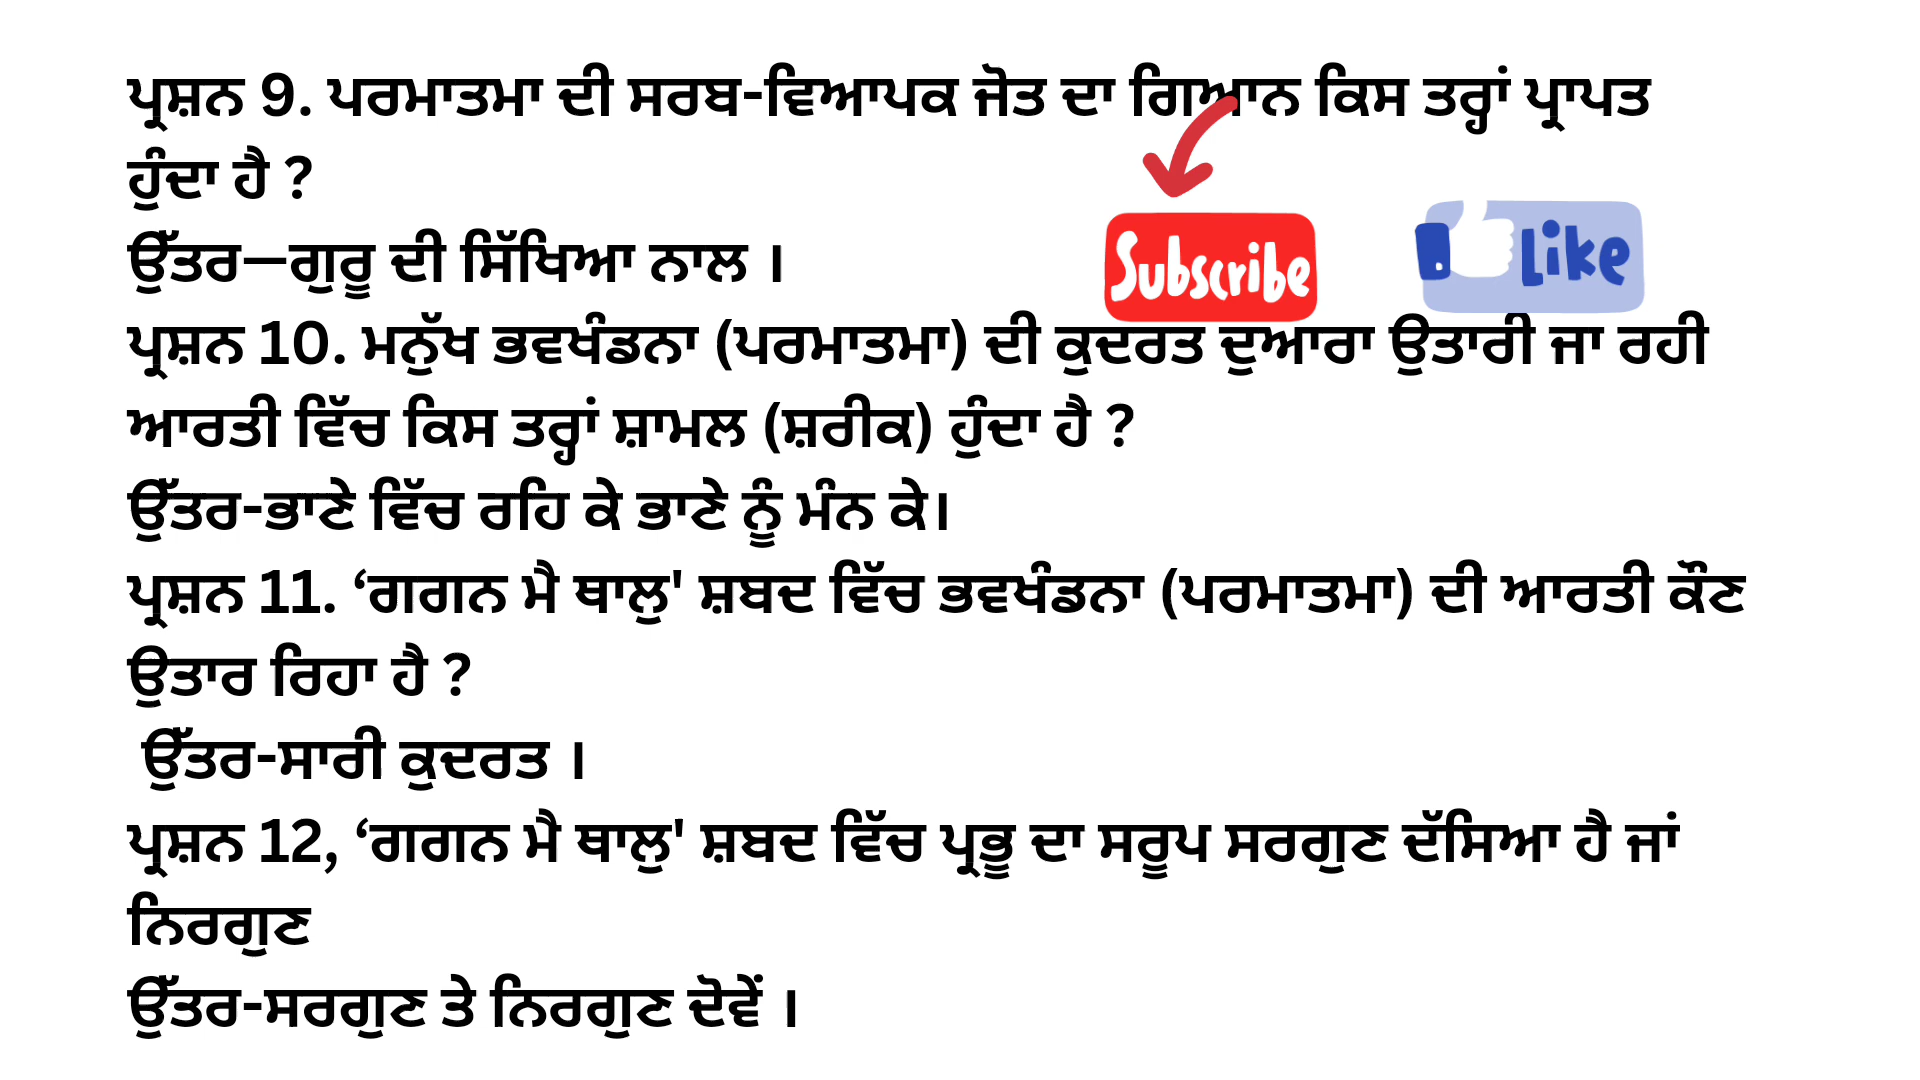 ਪ੍ਰਸ਼ਨ 9. ਪਰਮਾਤਮਾ ਦੀ ਸਰਬ-ਵਿਆਪਕ ਜੋਤ ਦਾ ਗਿਆਨ ਕਿਸ ਤਰ੍ਹਾਂ ਪ੍ਰਾਪਤ
ਹੁੰਦਾ ਹੈ ?
ਉੱਤਰ—ਗੁਰੂ ਦੀ ਸਿੱਖਿਆ ਨਾਲ ।
Subscribe
Like
ਪ੍ਰਸ਼ਨ 10. ਮਨੁੱਖ ਭਵਖੰਡਨਾ (ਪਰਮਾਤਮਾ) ਦੀ ਕੁਦਰਤ ਦੁਆਰਾ ਉਤਾਰੀ ਜਾ ਰਹੀ
ਆਰਤੀ ਵਿੱਚ ਕਿਸ ਤਰ੍ਹਾਂ ਸ਼ਾਮਲ (ਸ਼ਰੀਕ) ਹੁੰਦਾ ਹੈ ?
ਉੱਤਰ-ਭਾਣੇ ਵਿੱਚ ਰਹਿ ਕੇ ਭਾਣੇ ਨੂੰ ਮੰਨ ਕੇ।
ਪ੍ਰਸ਼ਨ 11. ‘ਗਗਨ ਮੈ ਥਾਲੁ' ਸ਼ਬਦ ਵਿੱਚ ਭਵਖੰਡਨਾ (ਪਰਮਾਤਮਾ) ਦੀ ਆਰਤੀ ਕੌਣ
ਉਤਾਰ ਰਿਹਾ ਹੈ ?
ਉੱਤਰ-ਸਾਰੀ ਕੁਦਰਤ ।
ਪ੍ਰਸ਼ਨ 12, ‘ਗਗਨ ਮੈ ਥਾਲੁ' ਸ਼ਬਦ ਵਿੱਚ ਪ੍ਰਭੂ ਦਾ ਸਰੂਪ ਸਰਗੁਣ ਦੱਸਿਆ ਹੈ ਜਾਂ
ਨਿਰਗੁਣ
ਉੱਤਰ-ਸਰਗੁਣ ਤੇ ਨਿਰਗੁਣ ਦੋਵੇਂ ।